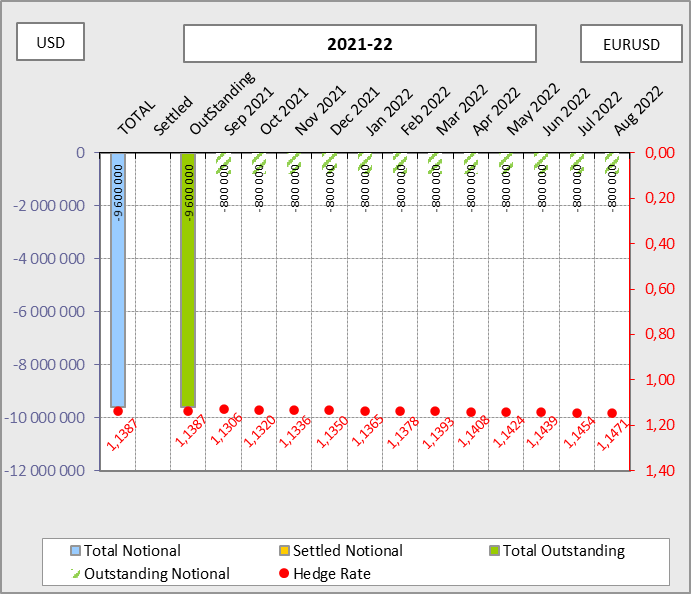 USD
2021-22
EURUSD
TOTAL
Settled
OutStanding
Sep 2021
Oct 2021
Nov 2021
Dec 2021
Jan 2022
Feb 2022
Mar 2022
Apr 2022
May 2022
Jun 2022
Jul 2022
Aug 2022
0
-2 000 000
-4 000 000
-6 000 000
-8 000 000
-10 000 000
-12 000 000
-9 600 000
-9 600 000
-800 000
-800 000
-800 000
-800 000
-800 000
-800 000
-800 000
-800 000
-800 000
-800 000
-800 000
-800 000
0,00
0,20
0,40
0,60
0,80
1,00
1,20
1,40
1,1387
1,1387
1,1306
1,1320
1,1336
1,1350
1,1365
1,1378
1,1393
1,1408
1,1424
1,1439
1,1454
1,1471
Total Notional
Settled Notional
Total Outstanding
Outstanding Notional
Hedge Rate